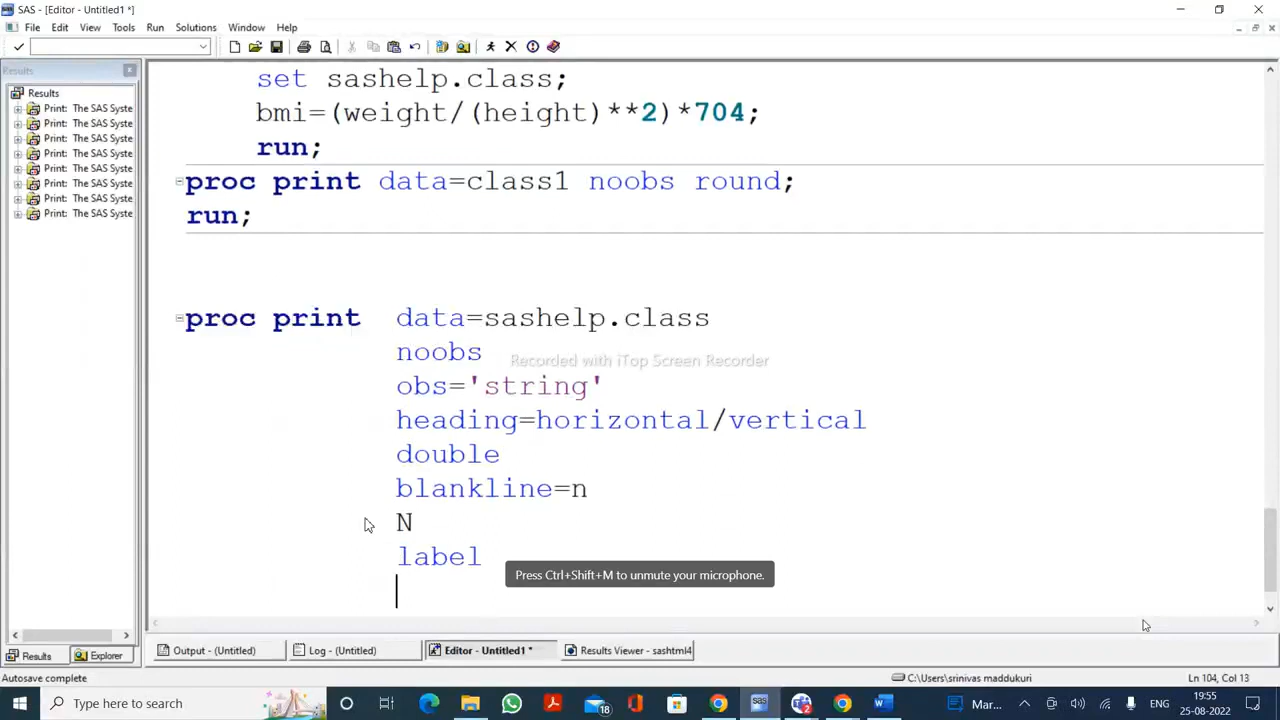 SAS - [Editor - Untitled1 *]
File Edit View Tools Run Solutions Window Help
Results
Results
Print: The SAS Syste
Print: The SAS Syste
Print: The SAS Syste
Print: The SAS Syste
Print: The SAS Syste
Print: The SAS Syste
Print: The SAS Syste
Print: The SAS Syste
set sashelp.class;
bmi=(weight/(height)**2)*704;
run;
proc print data=class1 noobs round;
run;
proc print data=sashelp.class
noobs
Recorded with iTop Screen Recorder
obs='string'
heading=horizontal/vertical
double
blankline=n
N
label
Press Ctrl+Shift+M to unmute your microphone.
Results Explorer
Output - (Untitled) Log - (Untitled) Editor - Untitled1 * Results Viewer - sashtml4
Autosave complete C:\Users\srinivas maddukuri Ln 104, Col 13
Type here to search 18 SAS 2 Mar... ENG 19:55
25-08-2022